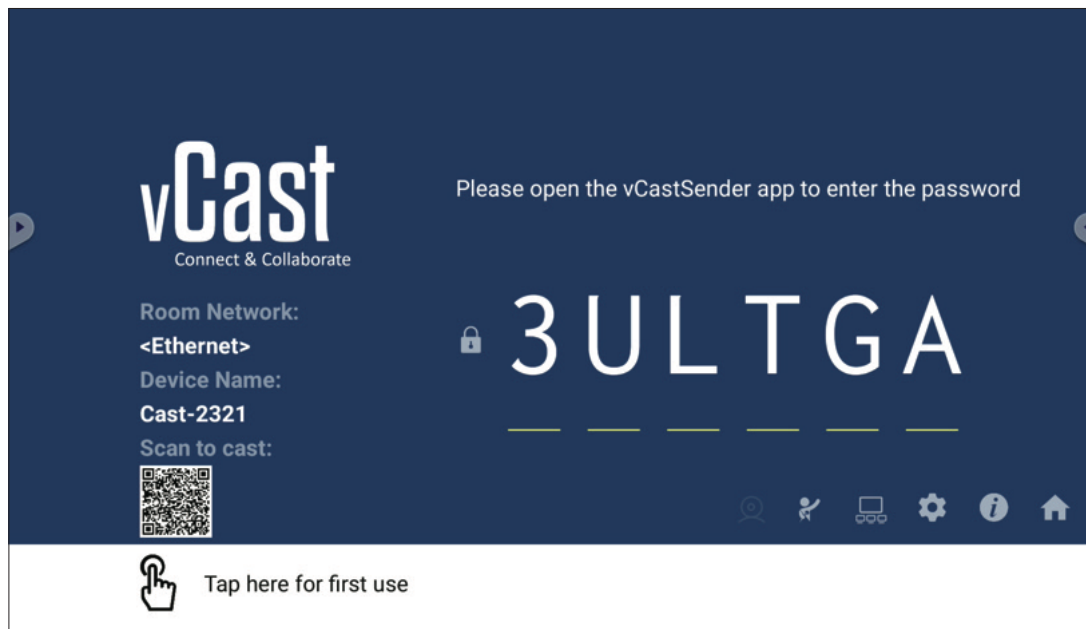 vCast
Connect & Collaborate
Please open the vCastSender app to enter the password
Room Network:
<Ethernet>
Device Name:
Cast-2321
Scan to cast:
3ULTGA
Tap here for first use